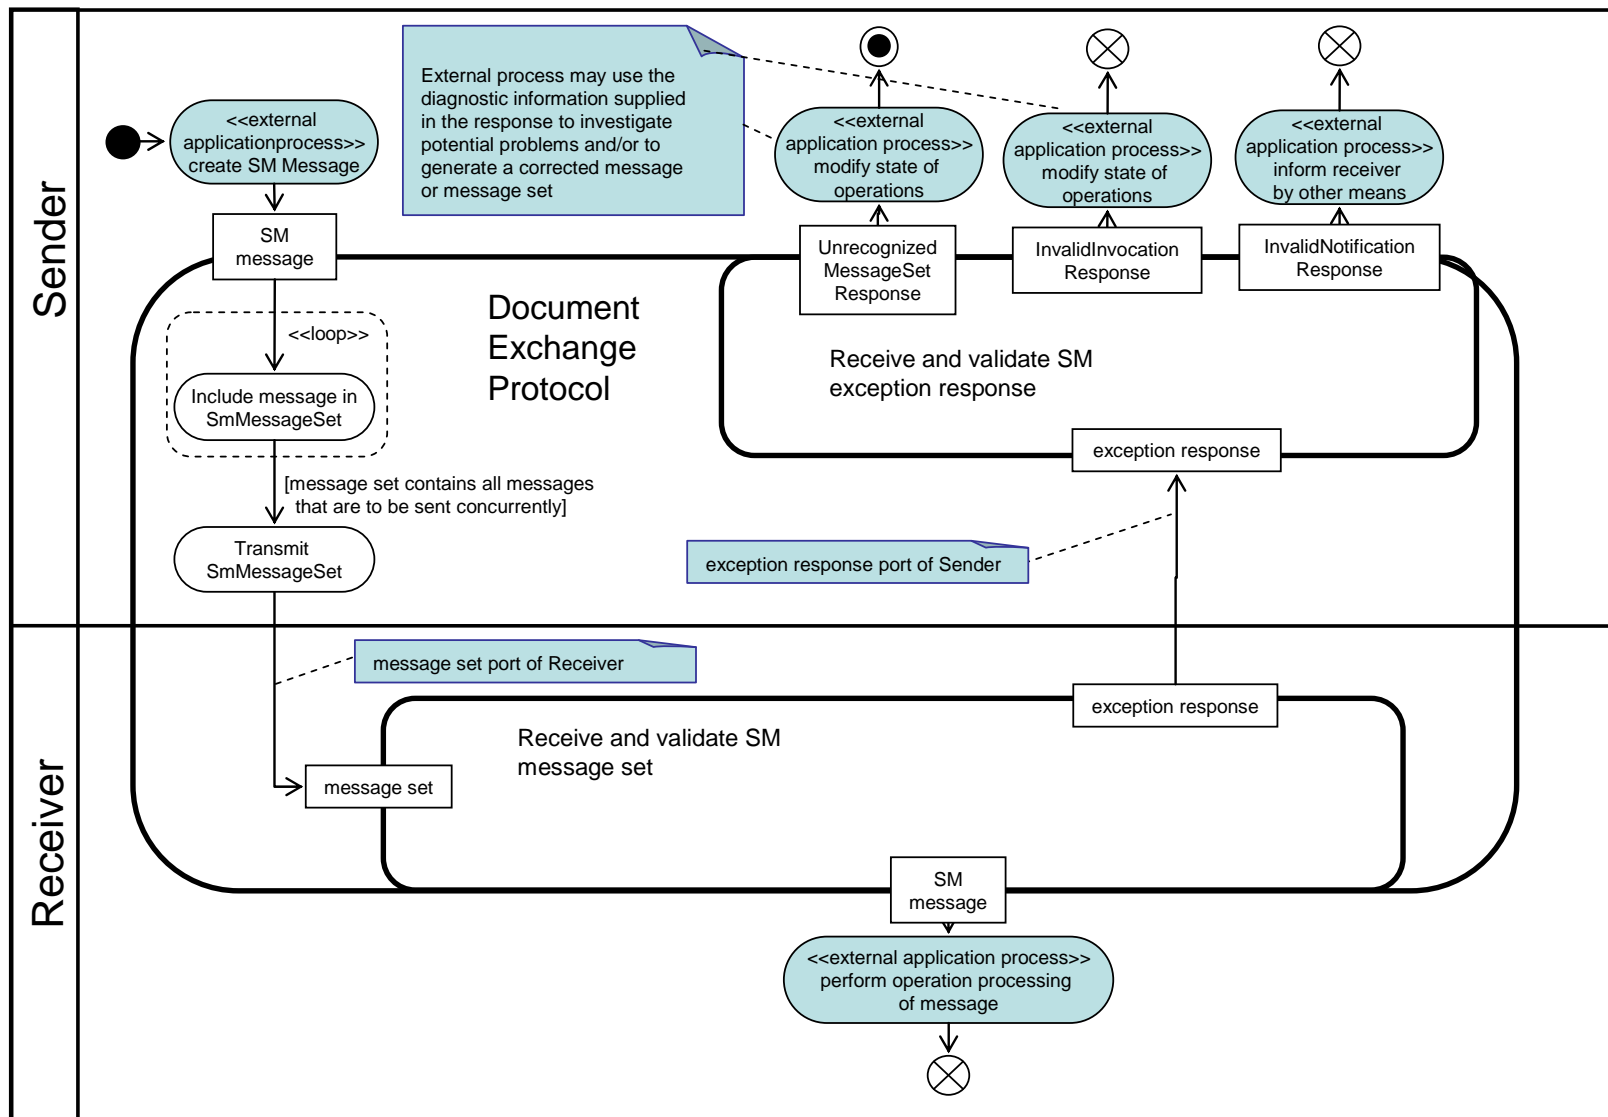 Sender
<<external
applicationprocess>>
create SM Message
SM
message
<<loop>>
Include message in
SmMessageSet
[message set contains all messages
that are to be sent concurrently]
Transmit
SmMessageSet
External process may use the
diagnostic information supplied
in the response to investigate
potential problems and/or to
generate a corrected message
or message set
Document
Exchange
Protocol
<<external
application process>>
modify state of
operations
<<external
application process>>
modify state of
operations
<<external
application process>>
inform receiver
by other means
Unrecognized
MessageSet
Response
InvalidInvocation
Response
InvalidNotification
Response
Receive and validate SM
exception response
exception response
exception response port of Sender
Receiver
message set port of Receiver
exception response
Receive and validate SM
message set
message set
SM
message
<<external application process>>
perform operation processing
of message